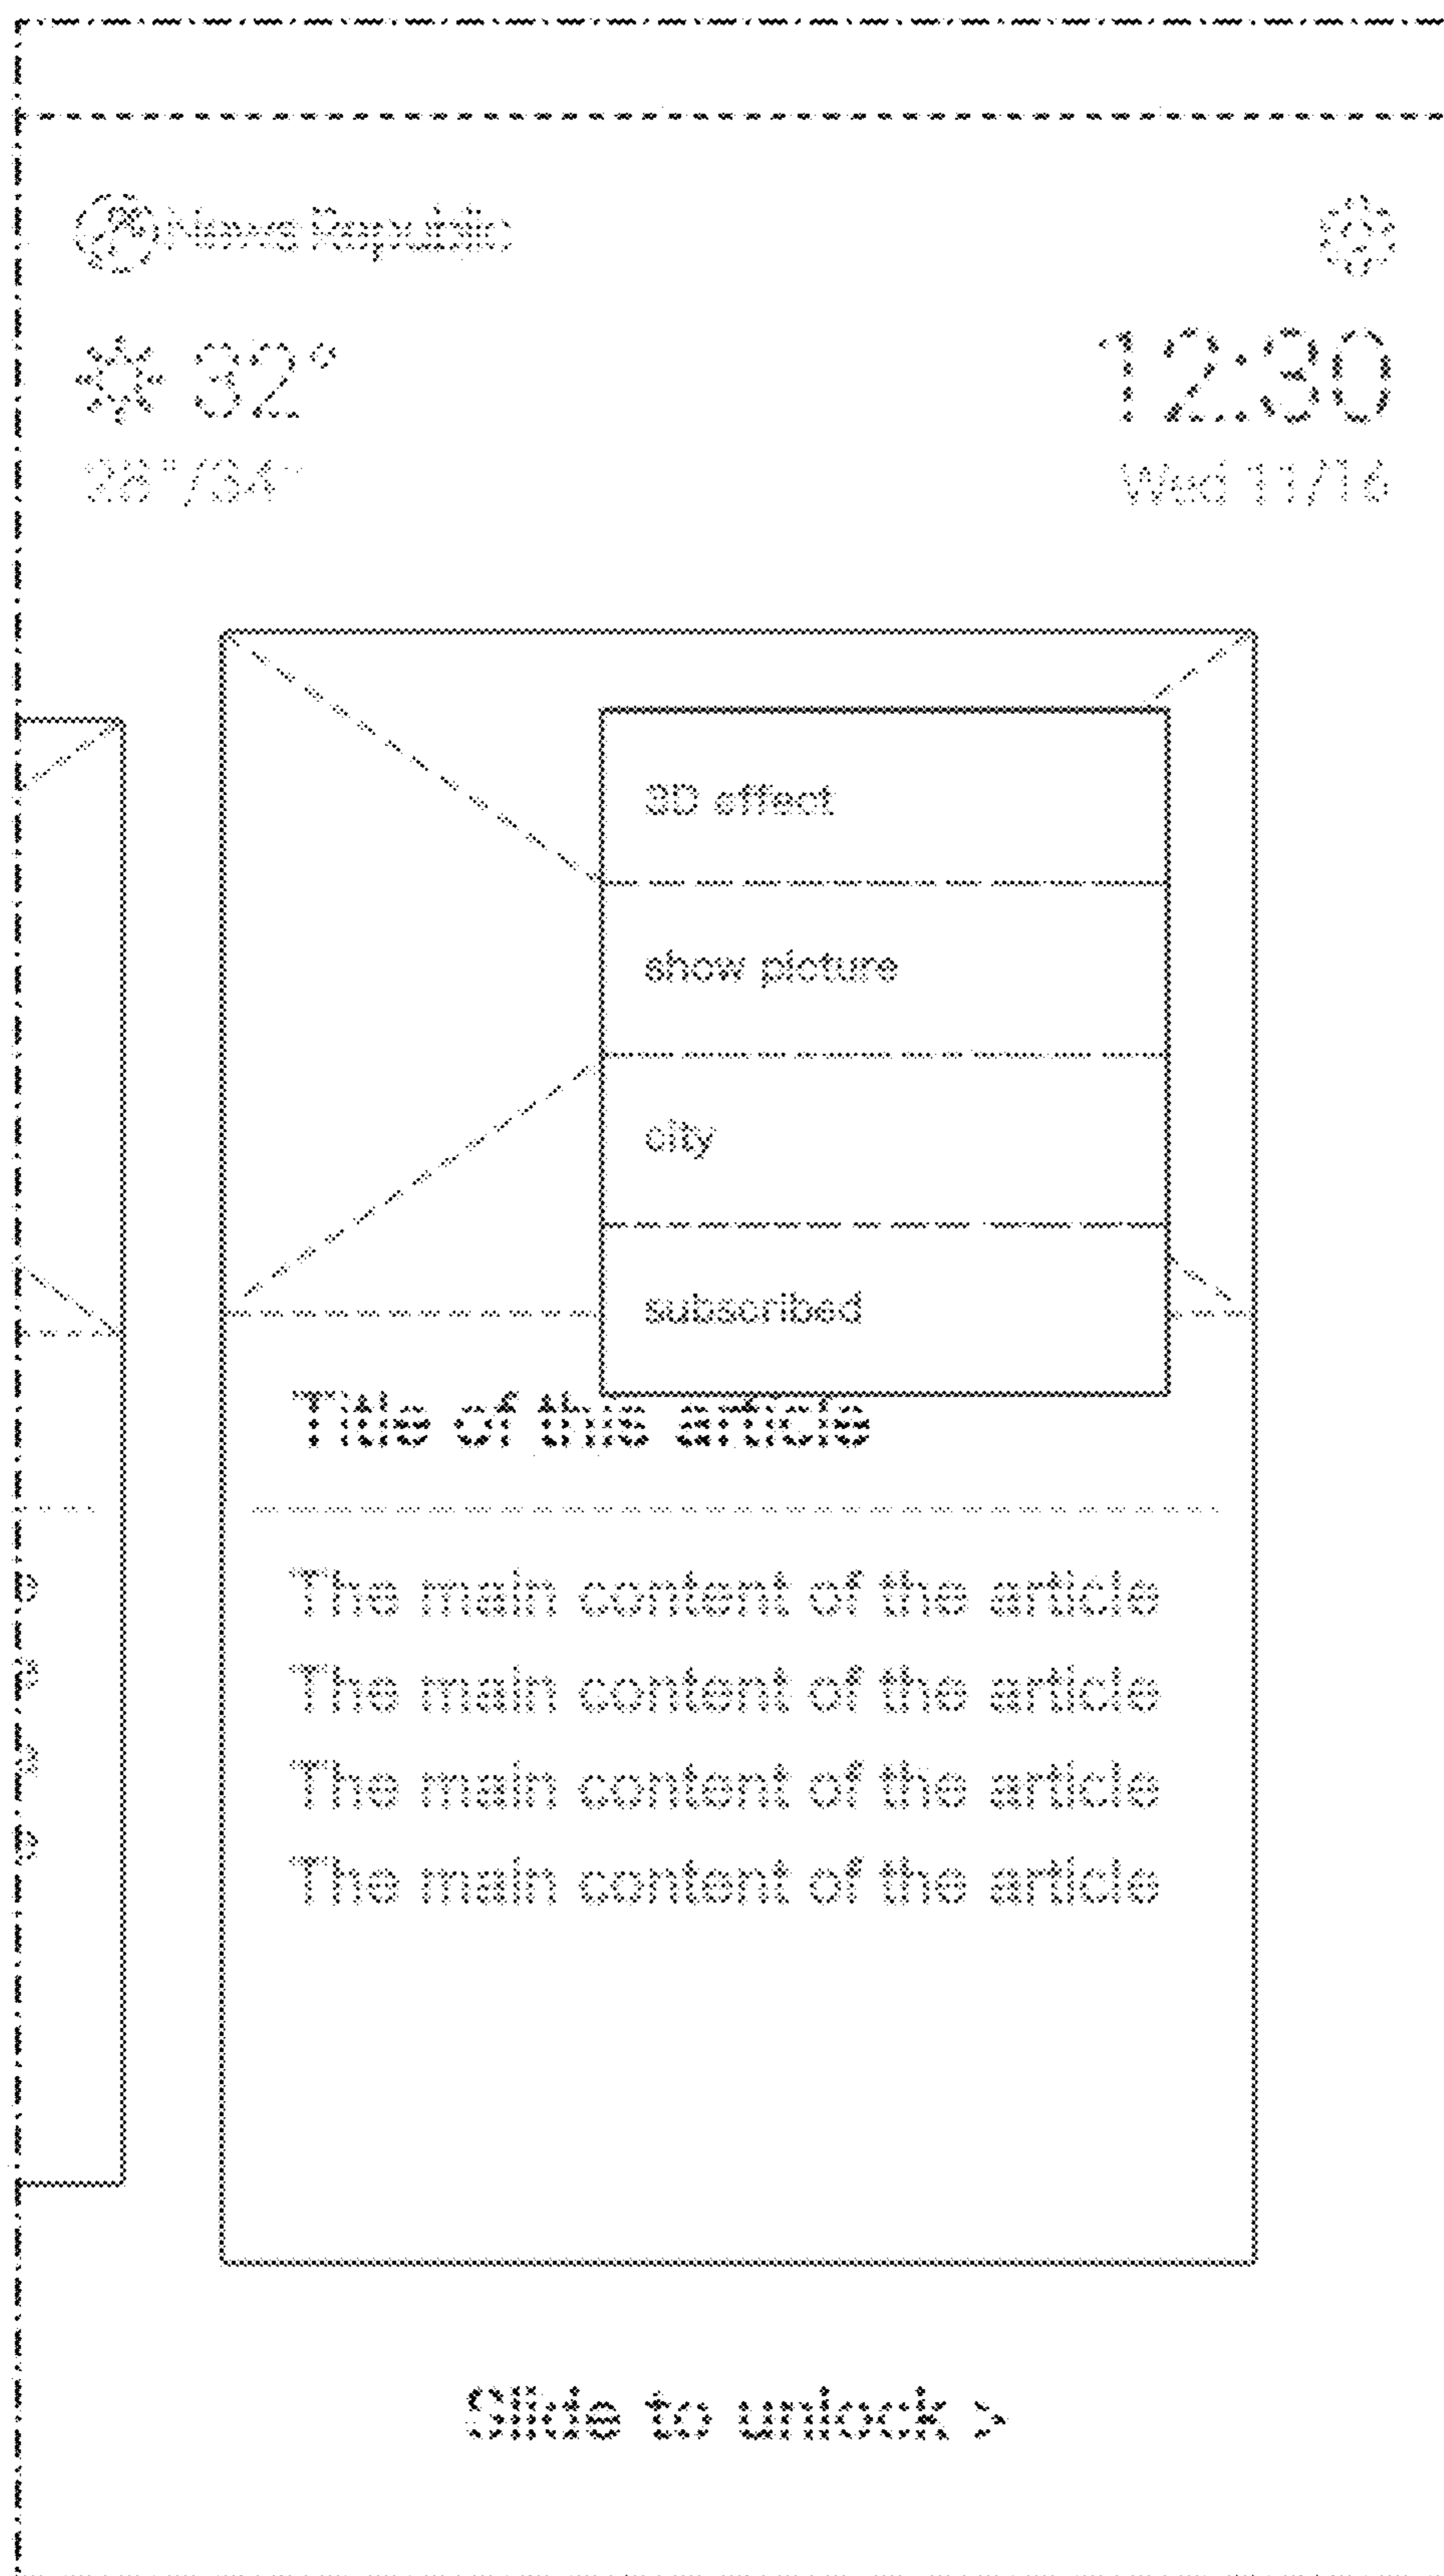 News Republic
32° 12:30
28°/34° Wed 11/16
3D effect
show picture
city
subscribed
Title of this article
The main content of the article
The main content of the article
The main content of the article
The main content of the article
Slide to unlock >